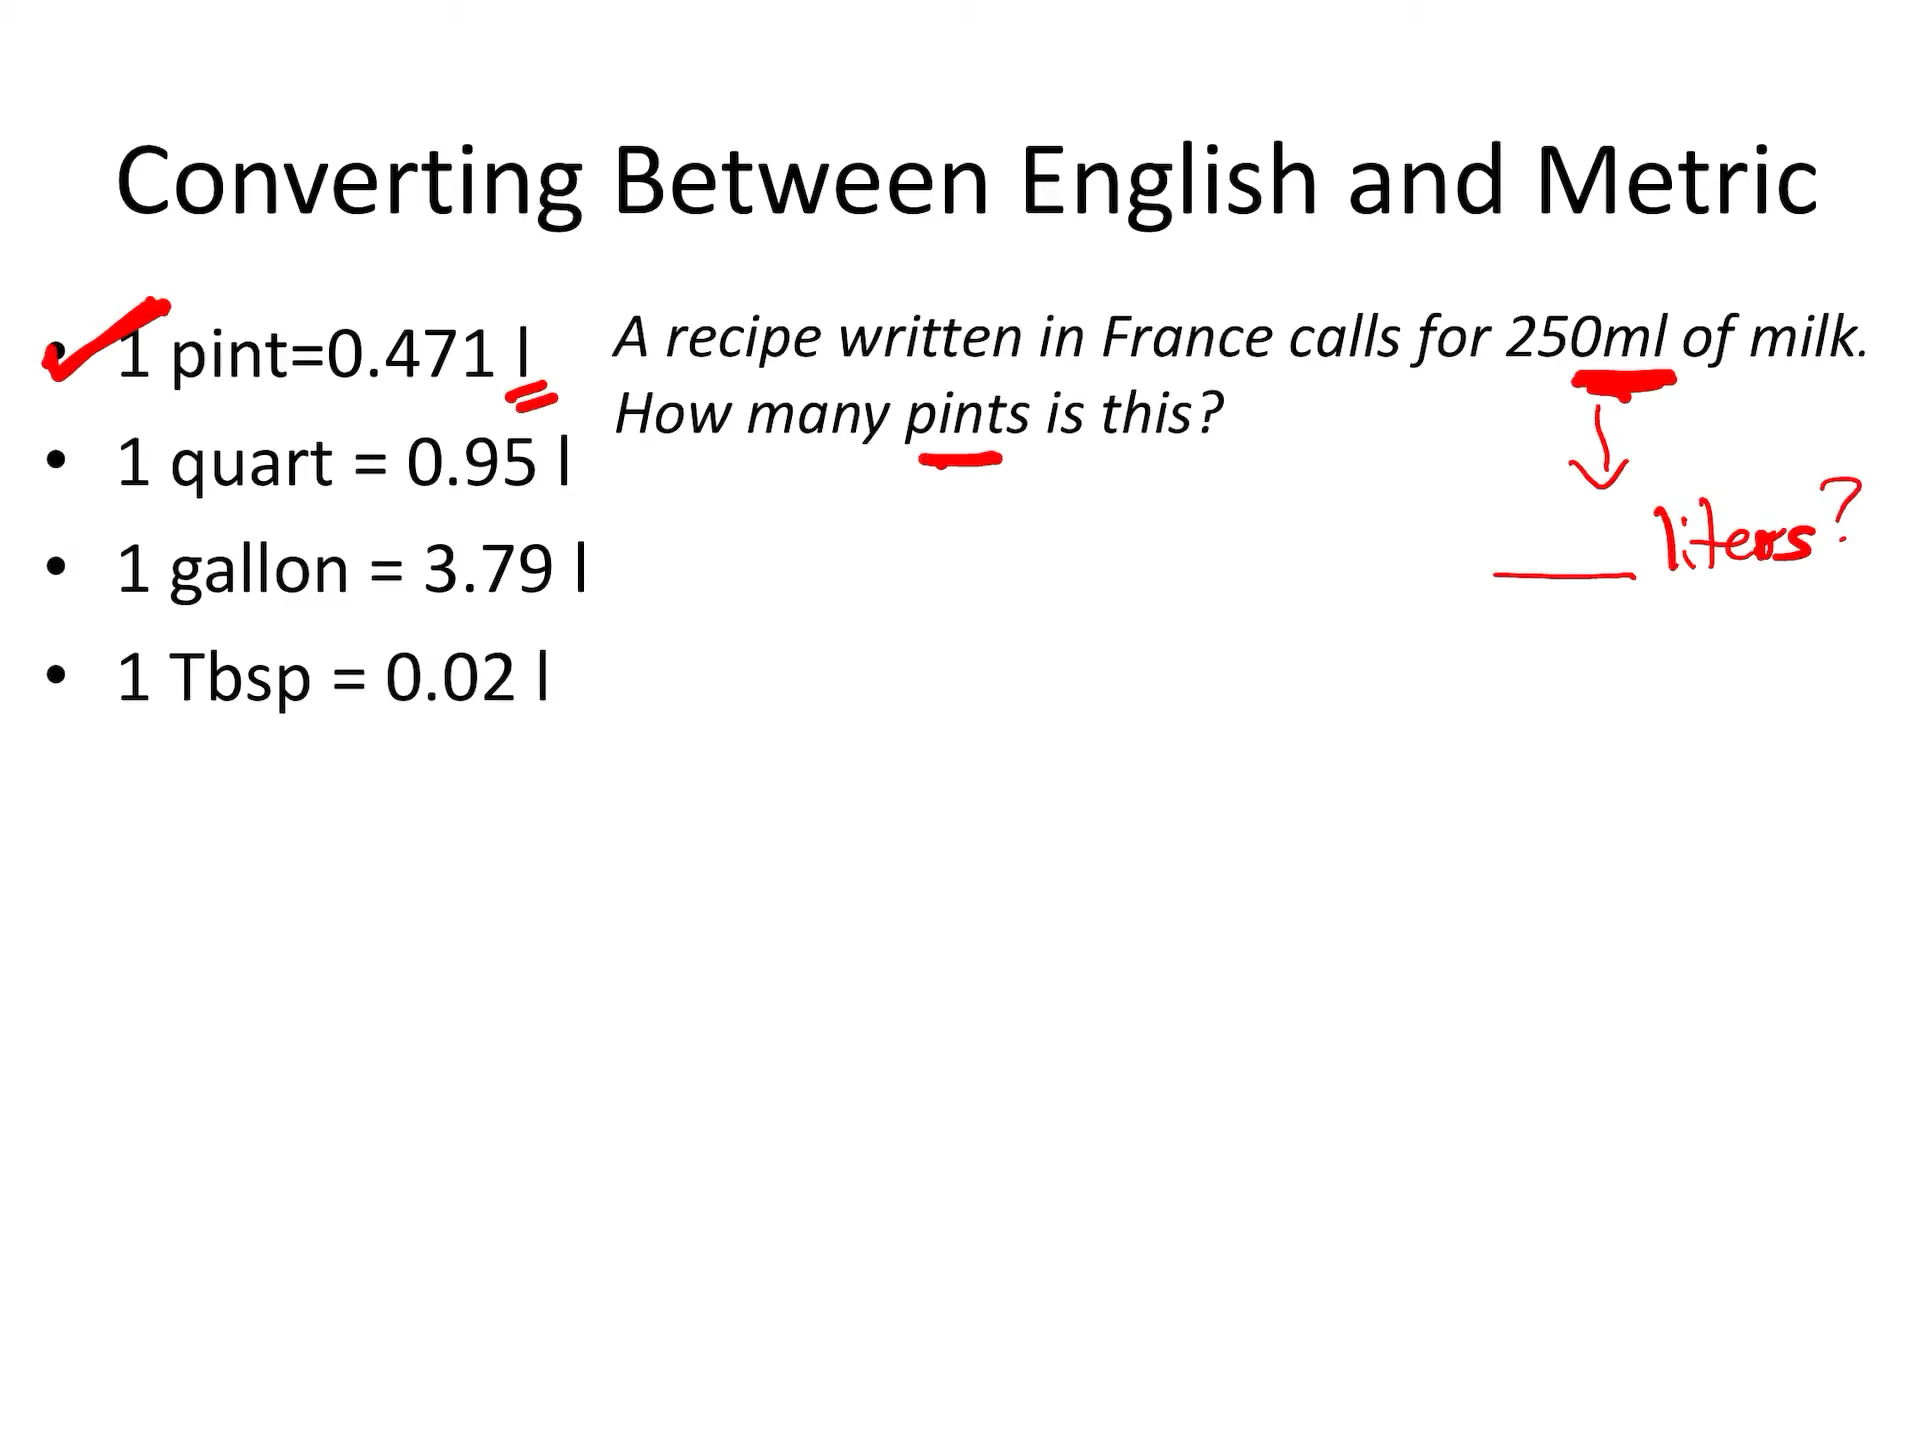 Converting Between English and Metric
• 1 pint=0.471 l
• 1 quart = 0.95 l
• 1 gallon = 3.79 l
• 1 Tbsp = 0.02 l
A recipe written in France calls for 250ml of milk.
How many pints is this?
____ liters?